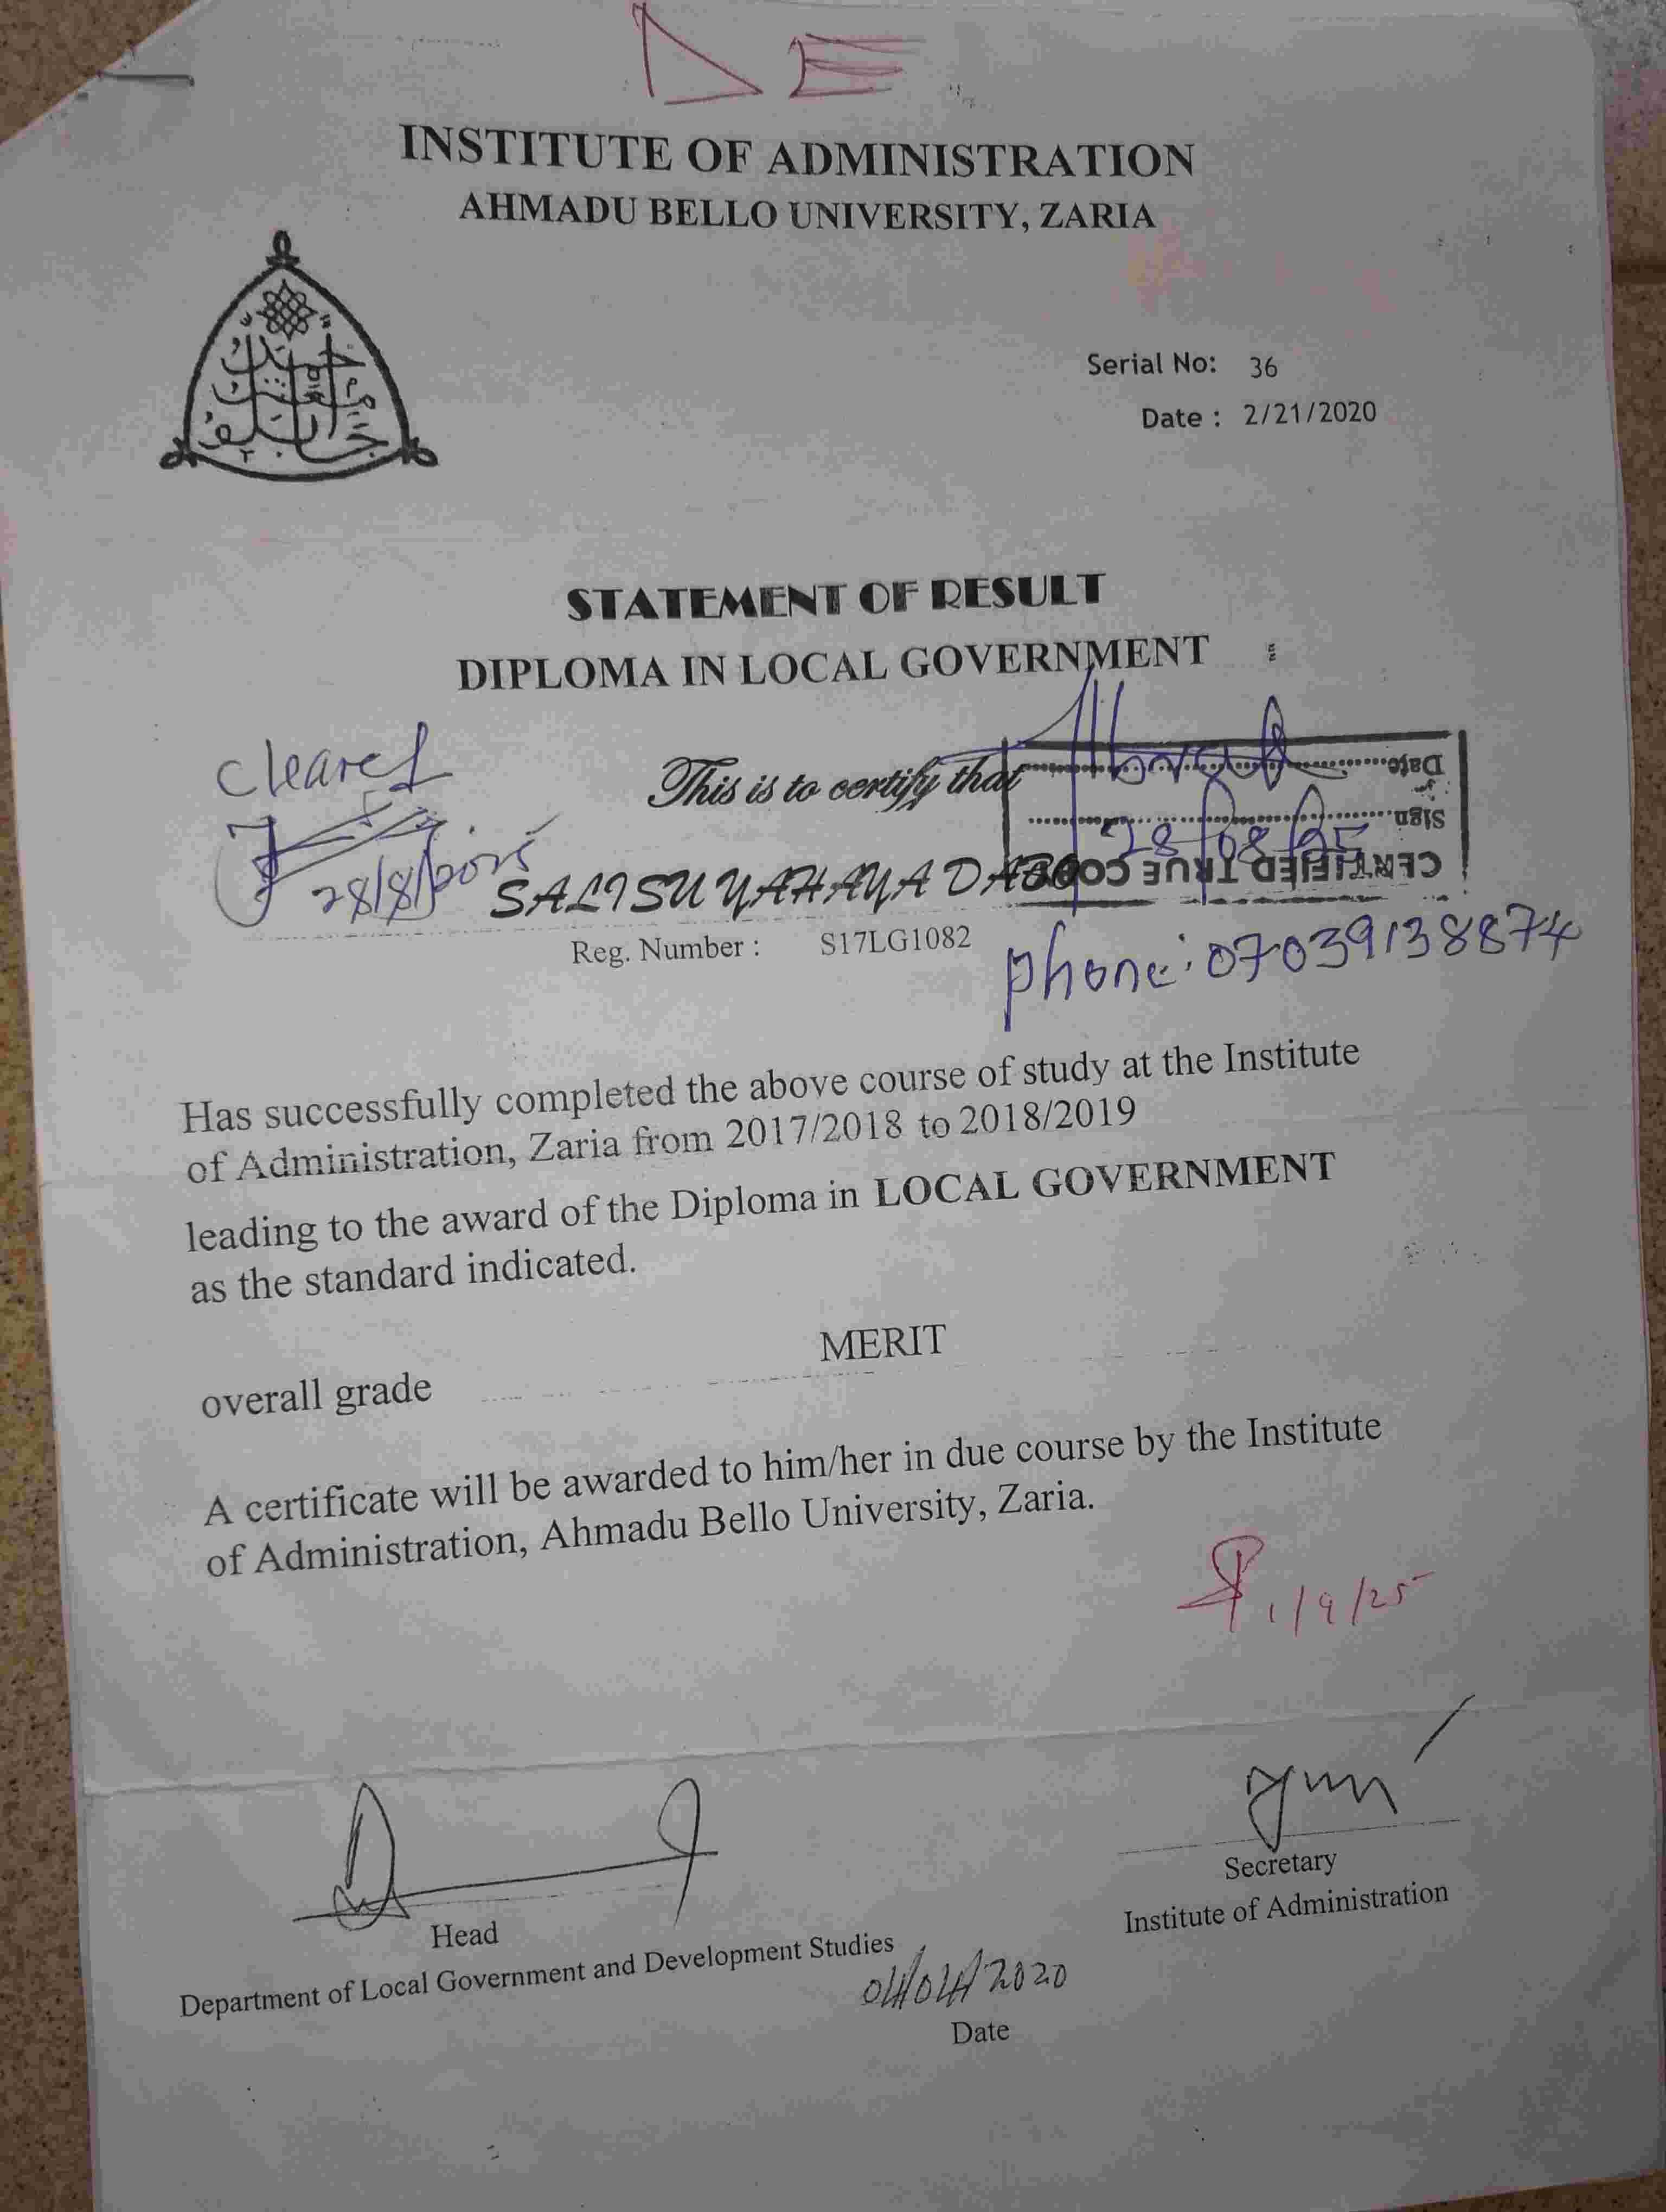 DE
INSTITUTE OF ADMINISTRATION
AHMADU BELLO UNIVERSITY, ZARIA
Serial No: 36
Date : 2/21/2020
STATEMENT OF RESULT
DIPLOMA IN LOCAL GOVERNMENT
Cleared
28/8/2025
This is to certify that
Date
Sign
28/08/25
CERTIFIED TRUE COPY
SALISU YAHAYA DABO
Reg. Number : S17LG1082
Phone: 07039138874
Has successfully completed the above course of study at the Institute
of Administration, Zaria from 2017/2018 to 2018/2019
leading to the award of the Diploma in LOCAL GOVERNMENT
as the standard indicated.
MERIT
overall grade
A certificate will be awarded to him/her in due course by the Institute
of Administration, Ahmadu Bello University, Zaria.
1/9/25
Head
Department of Local Government and Development Studies
Secretary
Institute of Administration
04/04/2020
Date